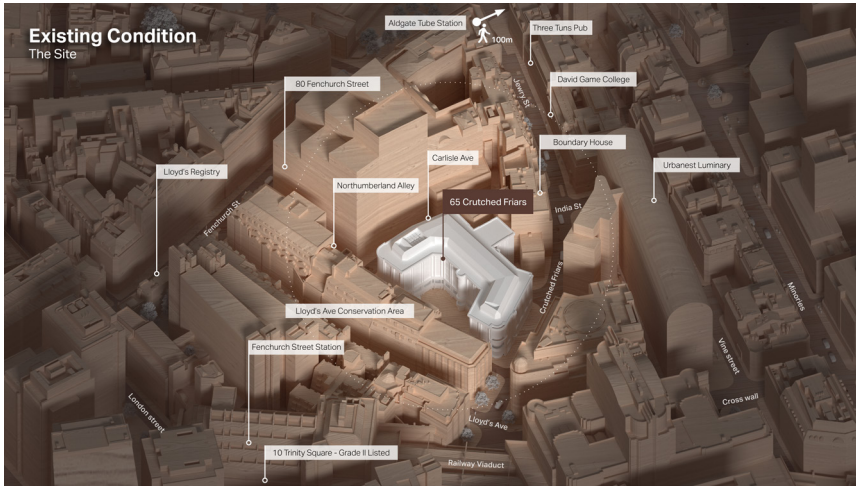 Existing Condition
The Site
Aldgate Tube Station
100m
Three Tuns Pub
Jewry St
David Game College
80 Fenchurch Street
Boundary House
Carlisle Ave
Urbanest Luminary
Lloyd's Registry
Northumberland Alley
65 Crutched Friars
India St
Fenchurch St
Crutched Friars
Minories
Lloyd's Ave Conservation Area
Fenchurch Street Station
Vine street
Cross wall
London street
Lloyd's Ave
10 Trinity Square - Grade II Listed
Railway Viaduct